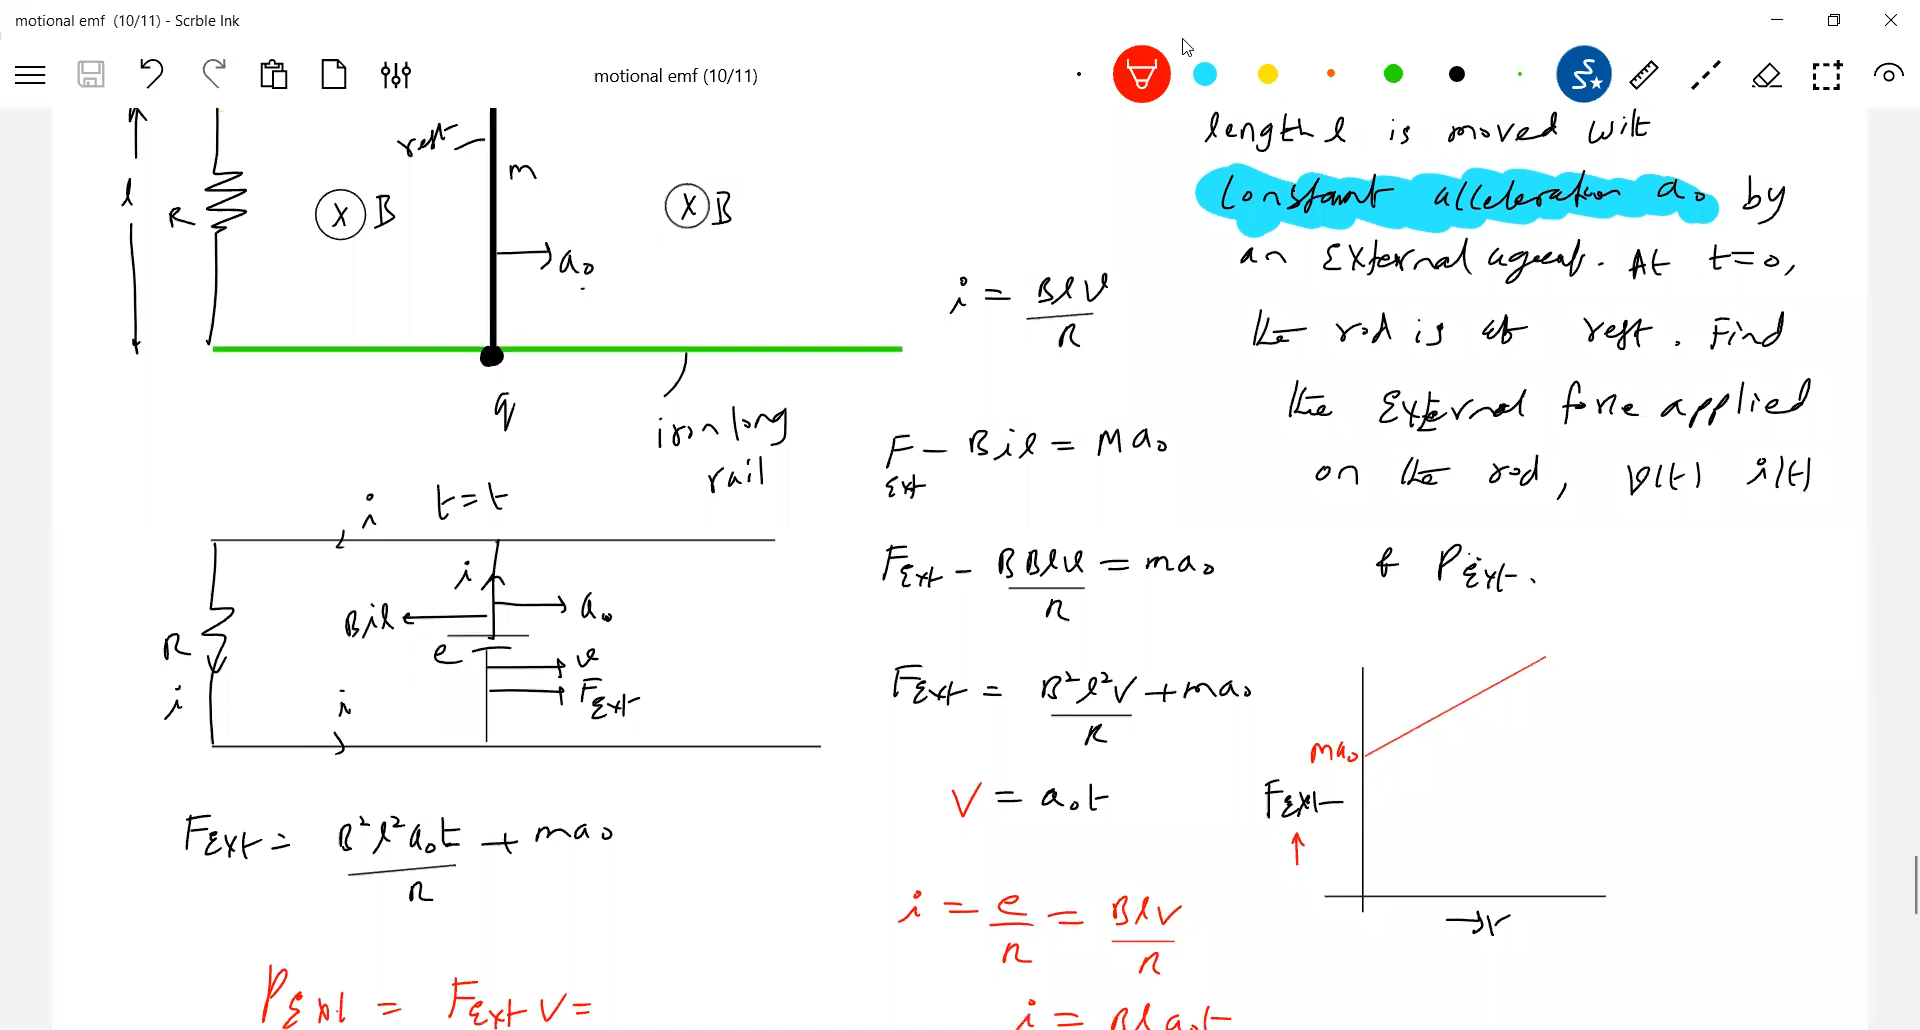 motional emf (10/11) - Scrble Ink
motional emf (10/11)
length l is moved with
constant acceleration a₀ by
an External agent. At t=0,
the rod is at rest. Find
the External force applied
on the rod, v(t) i(t)
& P_Ext.
rest
m
l
R
X B
X B
a₀
q
iron long
rail
i = Blv/R
F_Ext - Bil = ma₀
F_Ext - BBlv/R = ma₀
F_Ext = B²l²v/R + ma₀
v = a₀t
i = e/R = Blv/R
i = Bla₀t
i t=t
i
Bil
a₀
e
v
F_Ext
R
i
i
F_Ext = B²l²a₀t/R + ma₀
P_Ext = F_Ext v =
ma₀
F_Ext
v